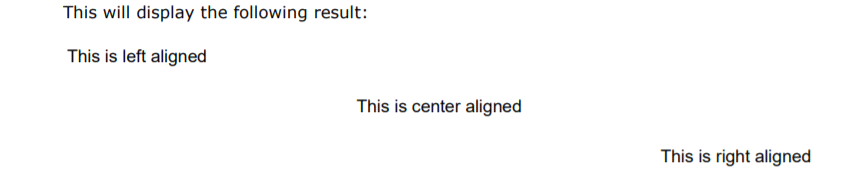 This will display the following result:
This is left aligned
This is center aligned
This is right aligned